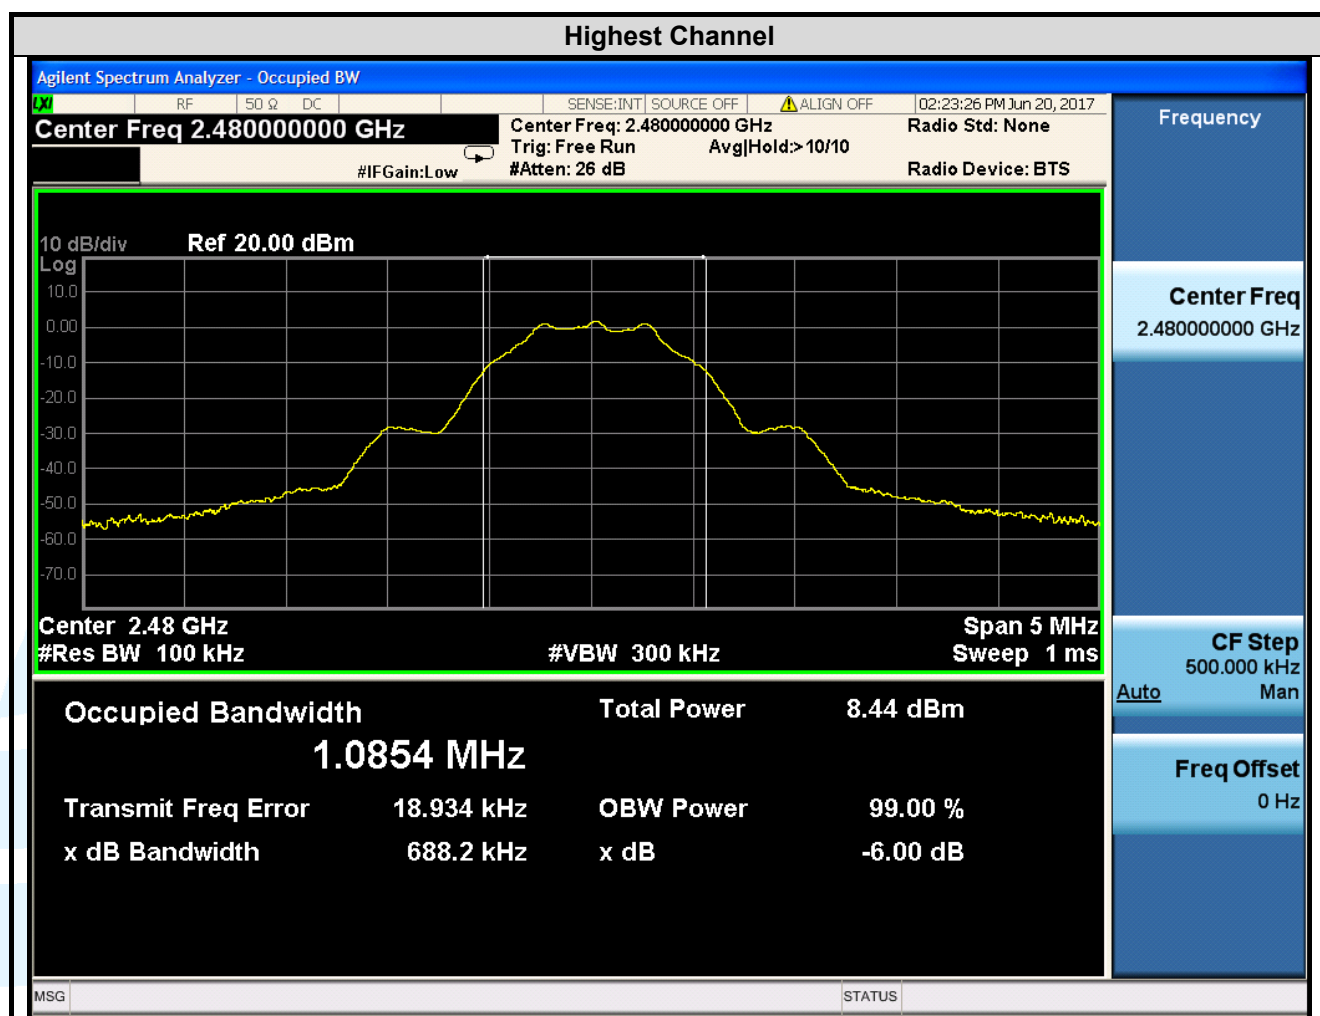 Highest Channel
Agilent Spectrum Analyzer - Occupied BW
LXI RF 50 Ω DC SENSE:INT SOURCE OFF ALIGN OFF 02:23:26 PM Jun 20, 2017
Center Freq 2.480000000 GHz Center Freq: 2.480000000 GHz Radio Std: None
Trig: Free Run Avg|Hold:> 10/10
#IFGain:Low #Atten: 26 dB Radio Device: BTS
Frequency
10 dB/div Ref 20.00 dBm
Log
10.0
0.00
-10.0
-20.0
-30.0
-40.0
-50.0
-60.0
-70.0
Center 2.48 GHz Span 5 MHz
#Res BW 100 kHz #VBW 300 kHz Sweep 1 ms
Center Freq
2.480000000 GHz
CF Step
500.000 kHz
Auto Man
Freq Offset
0 Hz
Occupied Bandwidth Total Power 8.44 dBm
1.0854 MHz
Transmit Freq Error 18.934 kHz OBW Power 99.00 %
x dB Bandwidth 688.2 kHz x dB -6.00 dB
MSG STATUS